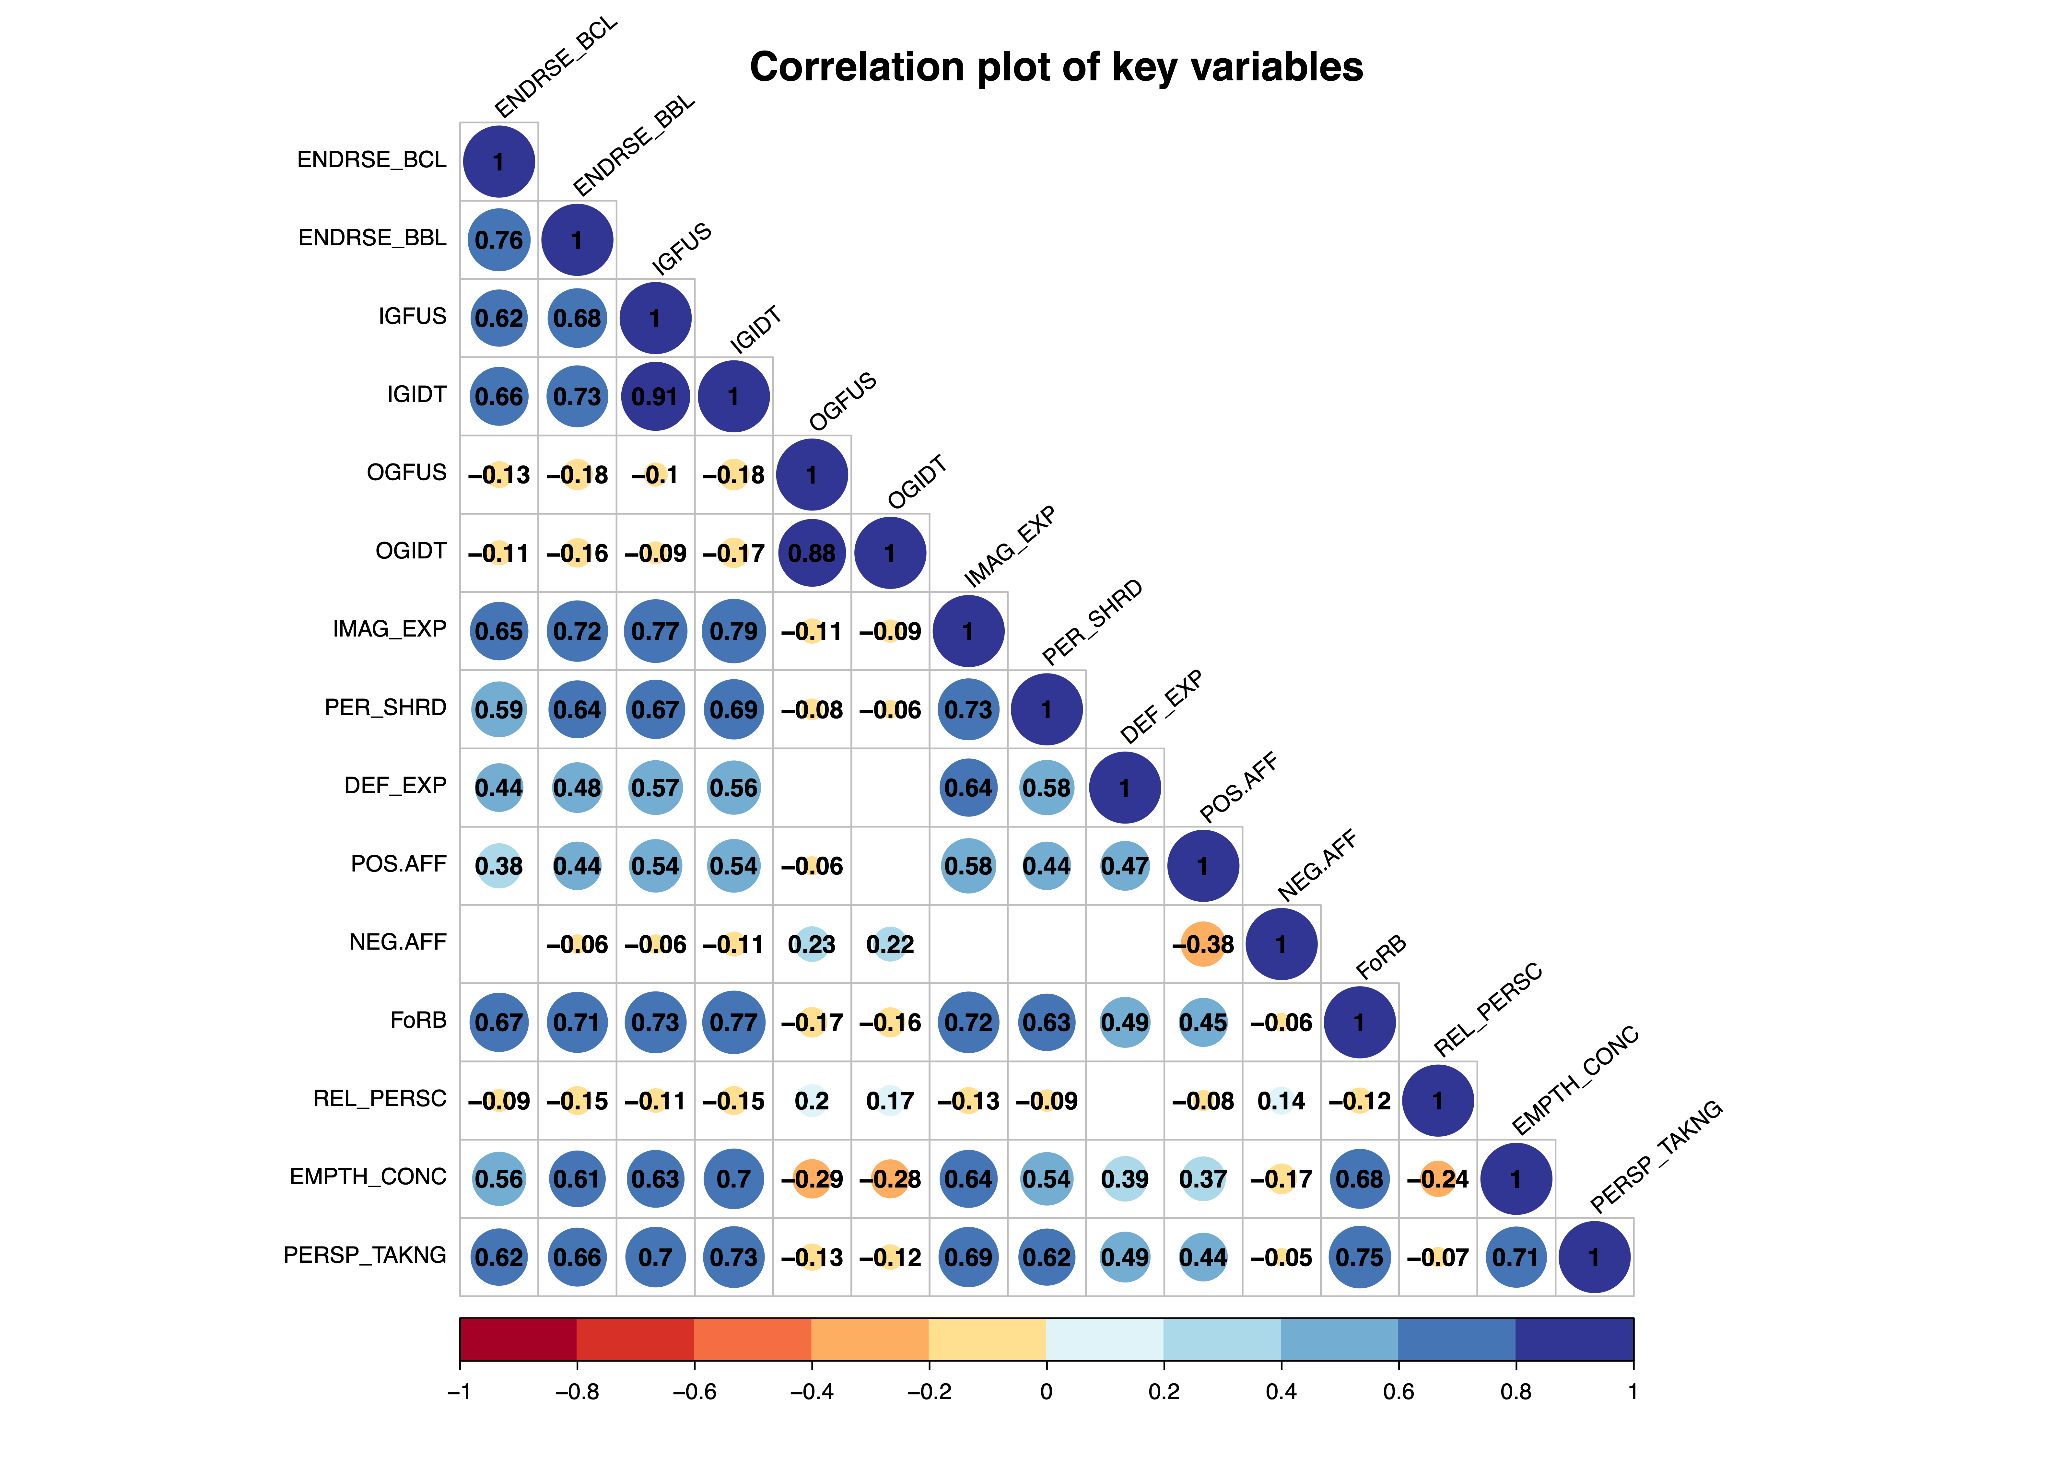 Correlation plot of key variables
ENDRSE_BCL
ENDRSE_BCL 1
ENDRSE_BBL
ENDRSE_BBL 0.76 1
IGFUS
IGFUS 0.62 0.68 1
IGIDT
IGIDT 0.66 0.73 0.91 1
OGFUS
OGFUS −0.13 −0.18 −0.1 −0.18 1
OGIDT
OGIDT −0.11 −0.16 −0.09 −0.17 0.88 1
IMAG_EXP
IMAG_EXP 0.65 0.72 0.77 0.79 −0.11 −0.09 1
PER_SHRD
PER_SHRD 0.59 0.64 0.67 0.69 −0.08 −0.06 0.73 1
DEF_EXP
DEF_EXP 0.44 0.48 0.57 0.56 0.64 0.58 1
POS.AFF
POS.AFF 0.38 0.44 0.54 0.54 −0.06 0.58 0.44 0.47 1
NEG.AFF
NEG.AFF −0.06 −0.06 −0.11 0.23 0.22 −0.38 1
FoRB
FoRB 0.67 0.71 0.73 0.77 −0.17 −0.16 0.72 0.63 0.49 0.45 −0.06 1
REL_PERSC
REL_PERSC −0.09 −0.15 −0.11 −0.15 0.2 0.17 −0.13 −0.09 −0.08 0.14 −0.12 1
EMPTH_CONC
EMPTH_CONC 0.56 0.61 0.63 0.7 −0.29 −0.28 0.64 0.54 0.39 0.37 −0.17 0.68 −0.24 1
PERSP_TAKNG
PERSP_TAKNG 0.62 0.66 0.7 0.73 −0.13 −0.12 0.69 0.62 0.49 0.44 −0.05 0.75 −0.07 0.71 1
−1 −0.8 −0.6 −0.4 −0.2 0 0.2 0.4 0.6 0.8 1